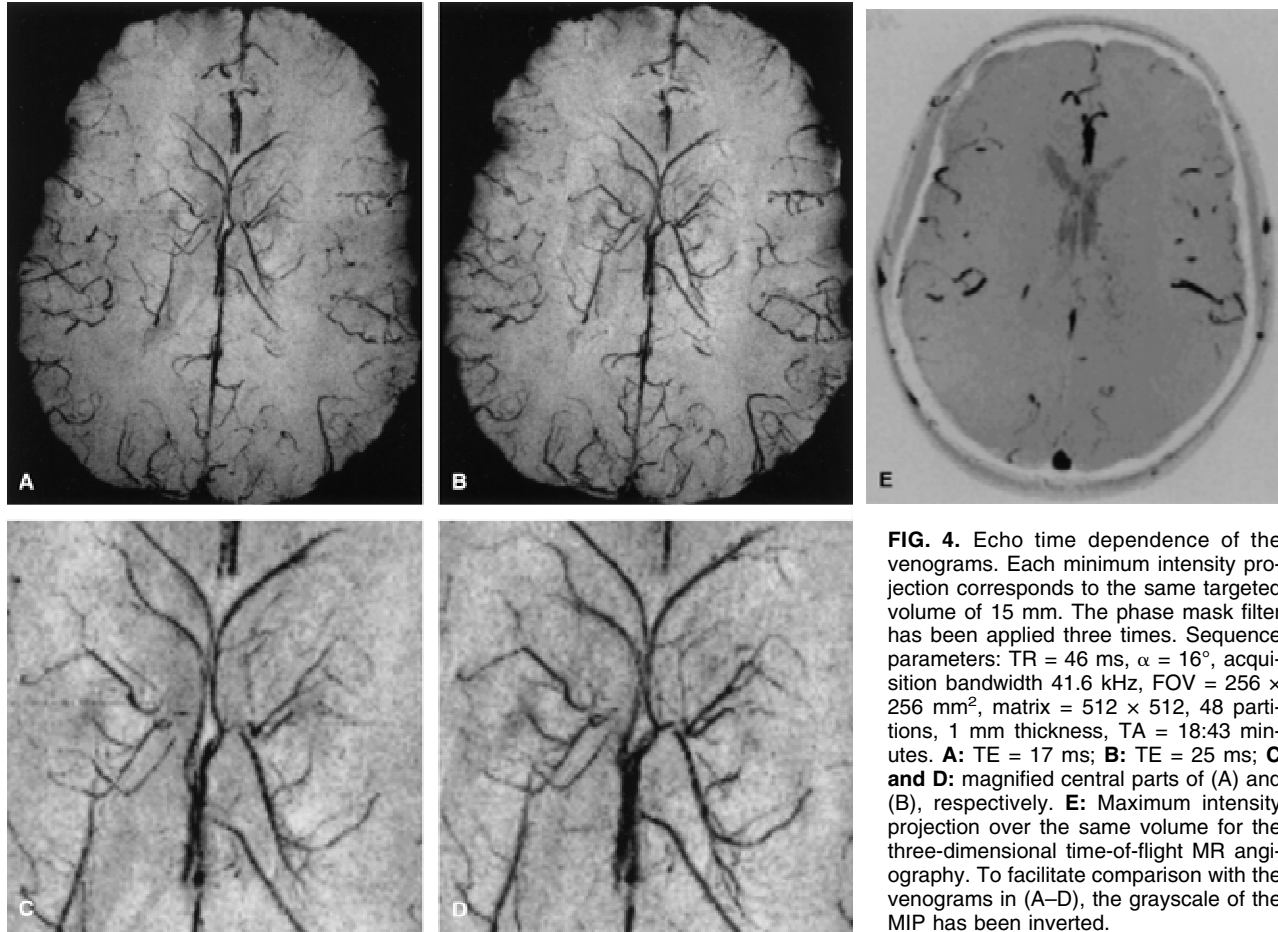 A
B
E
C
D
FIG. 4. Echo time dependence of the
venograms. Each minimum intensity pro-
jection corresponds to the same targeted
volume of 15 mm. The phase mask filter
has been applied three times. Sequence
parameters: TR = 46 ms, α = 16°, acqui-
sition bandwidth 41.6 kHz, FOV = 256 ×
256 mm², matrix = 512 × 512, 48 parti-
tions, 1 mm thickness, TA = 18:43 min-
utes. A: TE = 17 ms; B: TE = 25 ms; C
and D: magnified central parts of (A) and
(B), respectively. E: Maximum intensity
projection over the same volume for the
three-dimensional time-of-flight MR angi-
ography. To facilitate comparison with the
venograms in (A–D), the grayscale of the
MIP has been inverted.